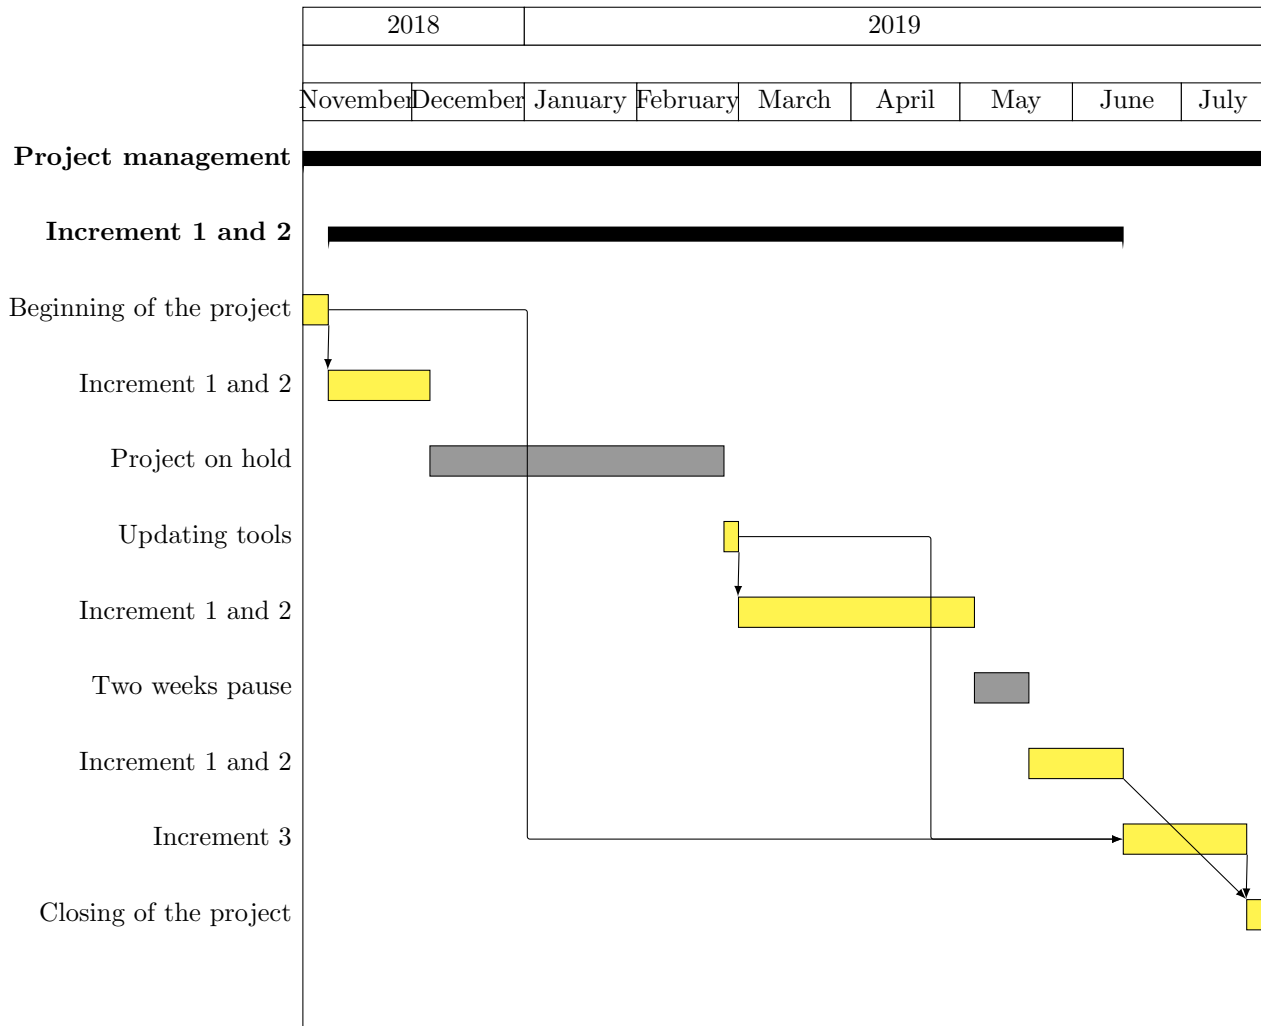 2018 2019
November December January February March April May June July
Project management
Increment 1 and 2
Beginning of the project
Increment 1 and 2
Project on hold
Updating tools
Increment 1 and 2
Two weeks pause
Increment 1 and 2
Increment 3
Closing of the project